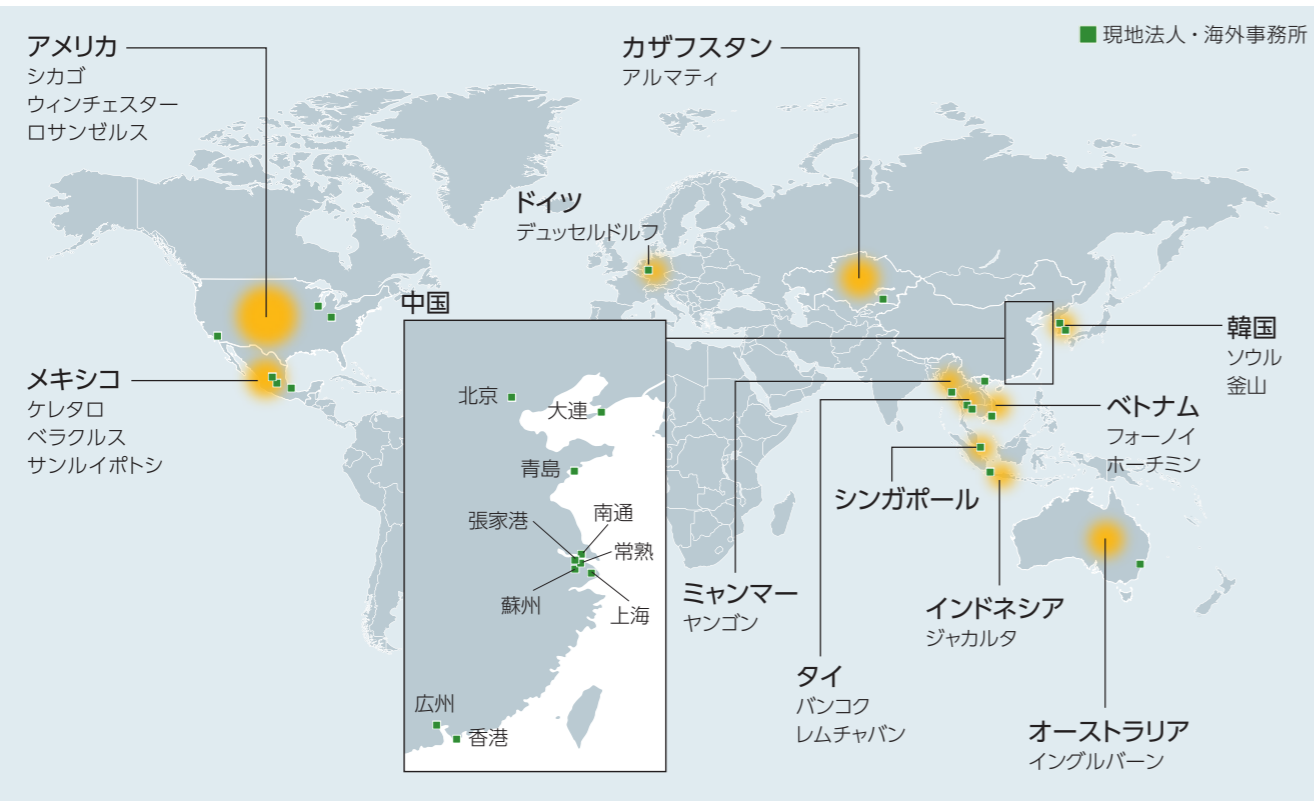 ■現地法人・海外事務所
アメリカ
シカゴ
ウィンチェスター
ロサンゼルス
カザフスタン
アルマティ
ドイツ
デュッセルドルフ
中国
北京
大連
青島
張家港
南通
常熟
蘇州
上海
広州
香港
メキシコ
ケレタロ
ベラクルス
サンルイポトシ
韓国
ソウル
釜山
ベトナム
フォーノイ
ホーチミン
シンガポール
ミャンマー
ヤンゴン
インドネシア
ジャカルタ
タイ
バンコク
レムチャバン
オーストラリア
イングルバーン